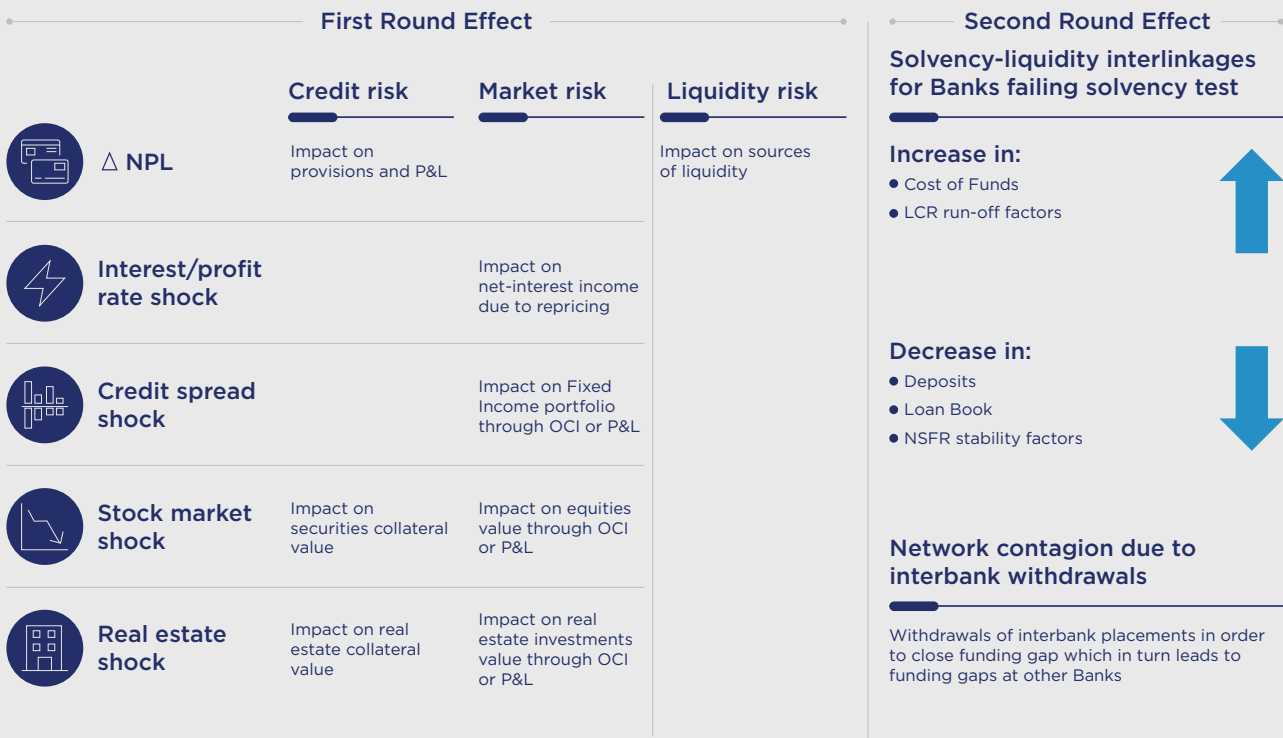 First Round Effect
Second Round Effect
Credit risk
Market risk
Liquidity risk
Δ NPL
Impact on
provisions and P&L
Impact on sources
of liquidity
Interest/profit
rate shock
Impact on
net-interest income
due to repricing
Credit spread
shock
Impact on Fixed
Income portfolio
through OCI or P&L
Stock market
shock
Impact on
securities collateral
value
Impact on equities
value through OCI
or P&L
Real estate
shock
Impact on real
estate collateral
value
Impact on real
estate investments
value through OCI
or P&L
Solvency-liquidity interlinkages
for Banks failing solvency test
Increase in:
• Cost of Funds
• LCR run-off factors
Decrease in:
• Deposits
• Loan Book
• NSFR stability factors
Network contagion due to
interbank withdrawals
Withdrawals of interbank placements in order
to close funding gap which in turn leads to
funding gaps at other Banks